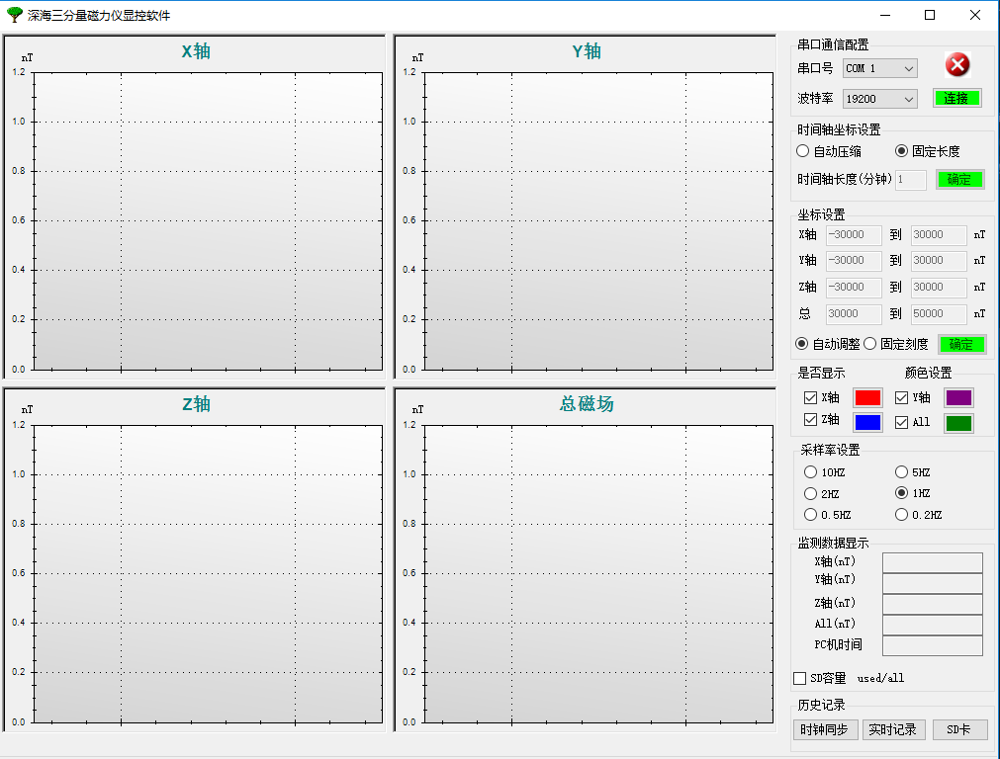 深海三分量磁力仪显控软件
X轴
nT
1.2
1.0
0.8
0.6
0.4
0.2
0.0
Y轴
nT
1.2
1.0
0.8
0.6
0.4
0.2
0.0
Z轴
nT
1.2
1.0
0.8
0.6
0.4
0.2
0.0
总磁场
nT
1.2
1.0
0.8
0.6
0.4
0.2
0.0
串口通信配置
串口号 COM 1
波特率 19200 连接
时间轴坐标设置
自动压缩 固定长度
时间轴长度(分钟) 1 确定
坐标设置
X轴 -30000 到 30000 nT
Y轴 -30000 到 30000 nT
Z轴 -30000 到 30000 nT
总 30000 到 50000 nT
自动调整 固定刻度 确定
是否显示 颜色设置
X轴 Y轴
Z轴 All
采样率设置
10HZ 5HZ
2HZ 1HZ
0.5HZ 0.2HZ
监测数据显示
X轴(nT)
Y轴(nT)
Z轴(nT)
All(nT)
PC机时间
SD容量 used/all
历史记录
时钟同步 实时记录 SD卡